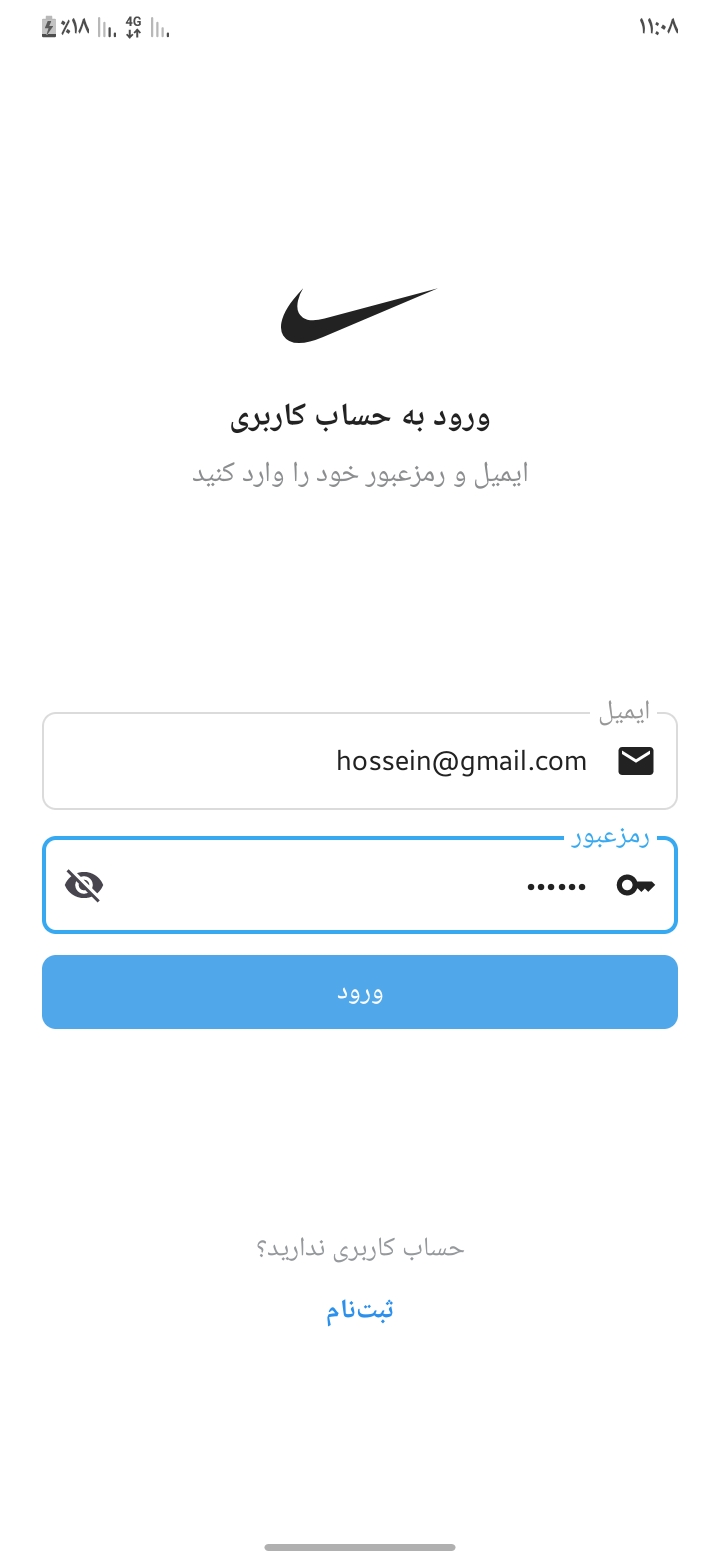 ۱۱:۰۸
٪۱۸ 4G
ورود به حساب کاربری
ایمیل و رمزعبور خود را وارد کنید
ایمیل
hossein@gmail.com
رمزعبور
••••••
ورود
حساب کاربری ندارید؟
ثبت‌نام